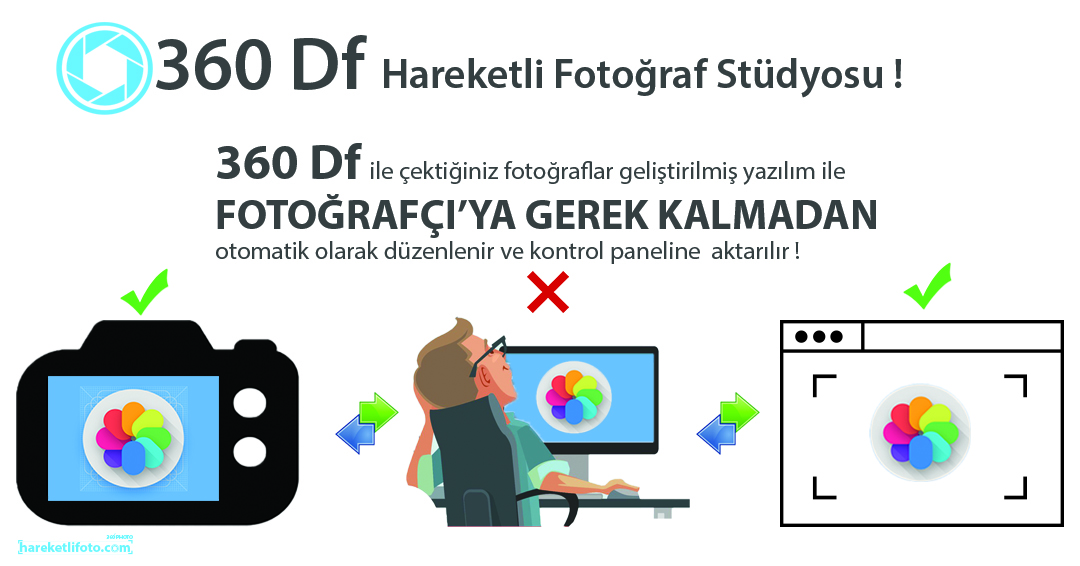 360 Df Hareketli Fotoğraf Stüdyosu !
360 Df ile çektiğiniz fotoğraflar geliştirilmiş yazılım ile
FOTOĞRAFÇI’YA GEREK KALMADAN
otomatik olarak düzenlenir ve kontrol paneline aktarılır !
hareketlifoto.com